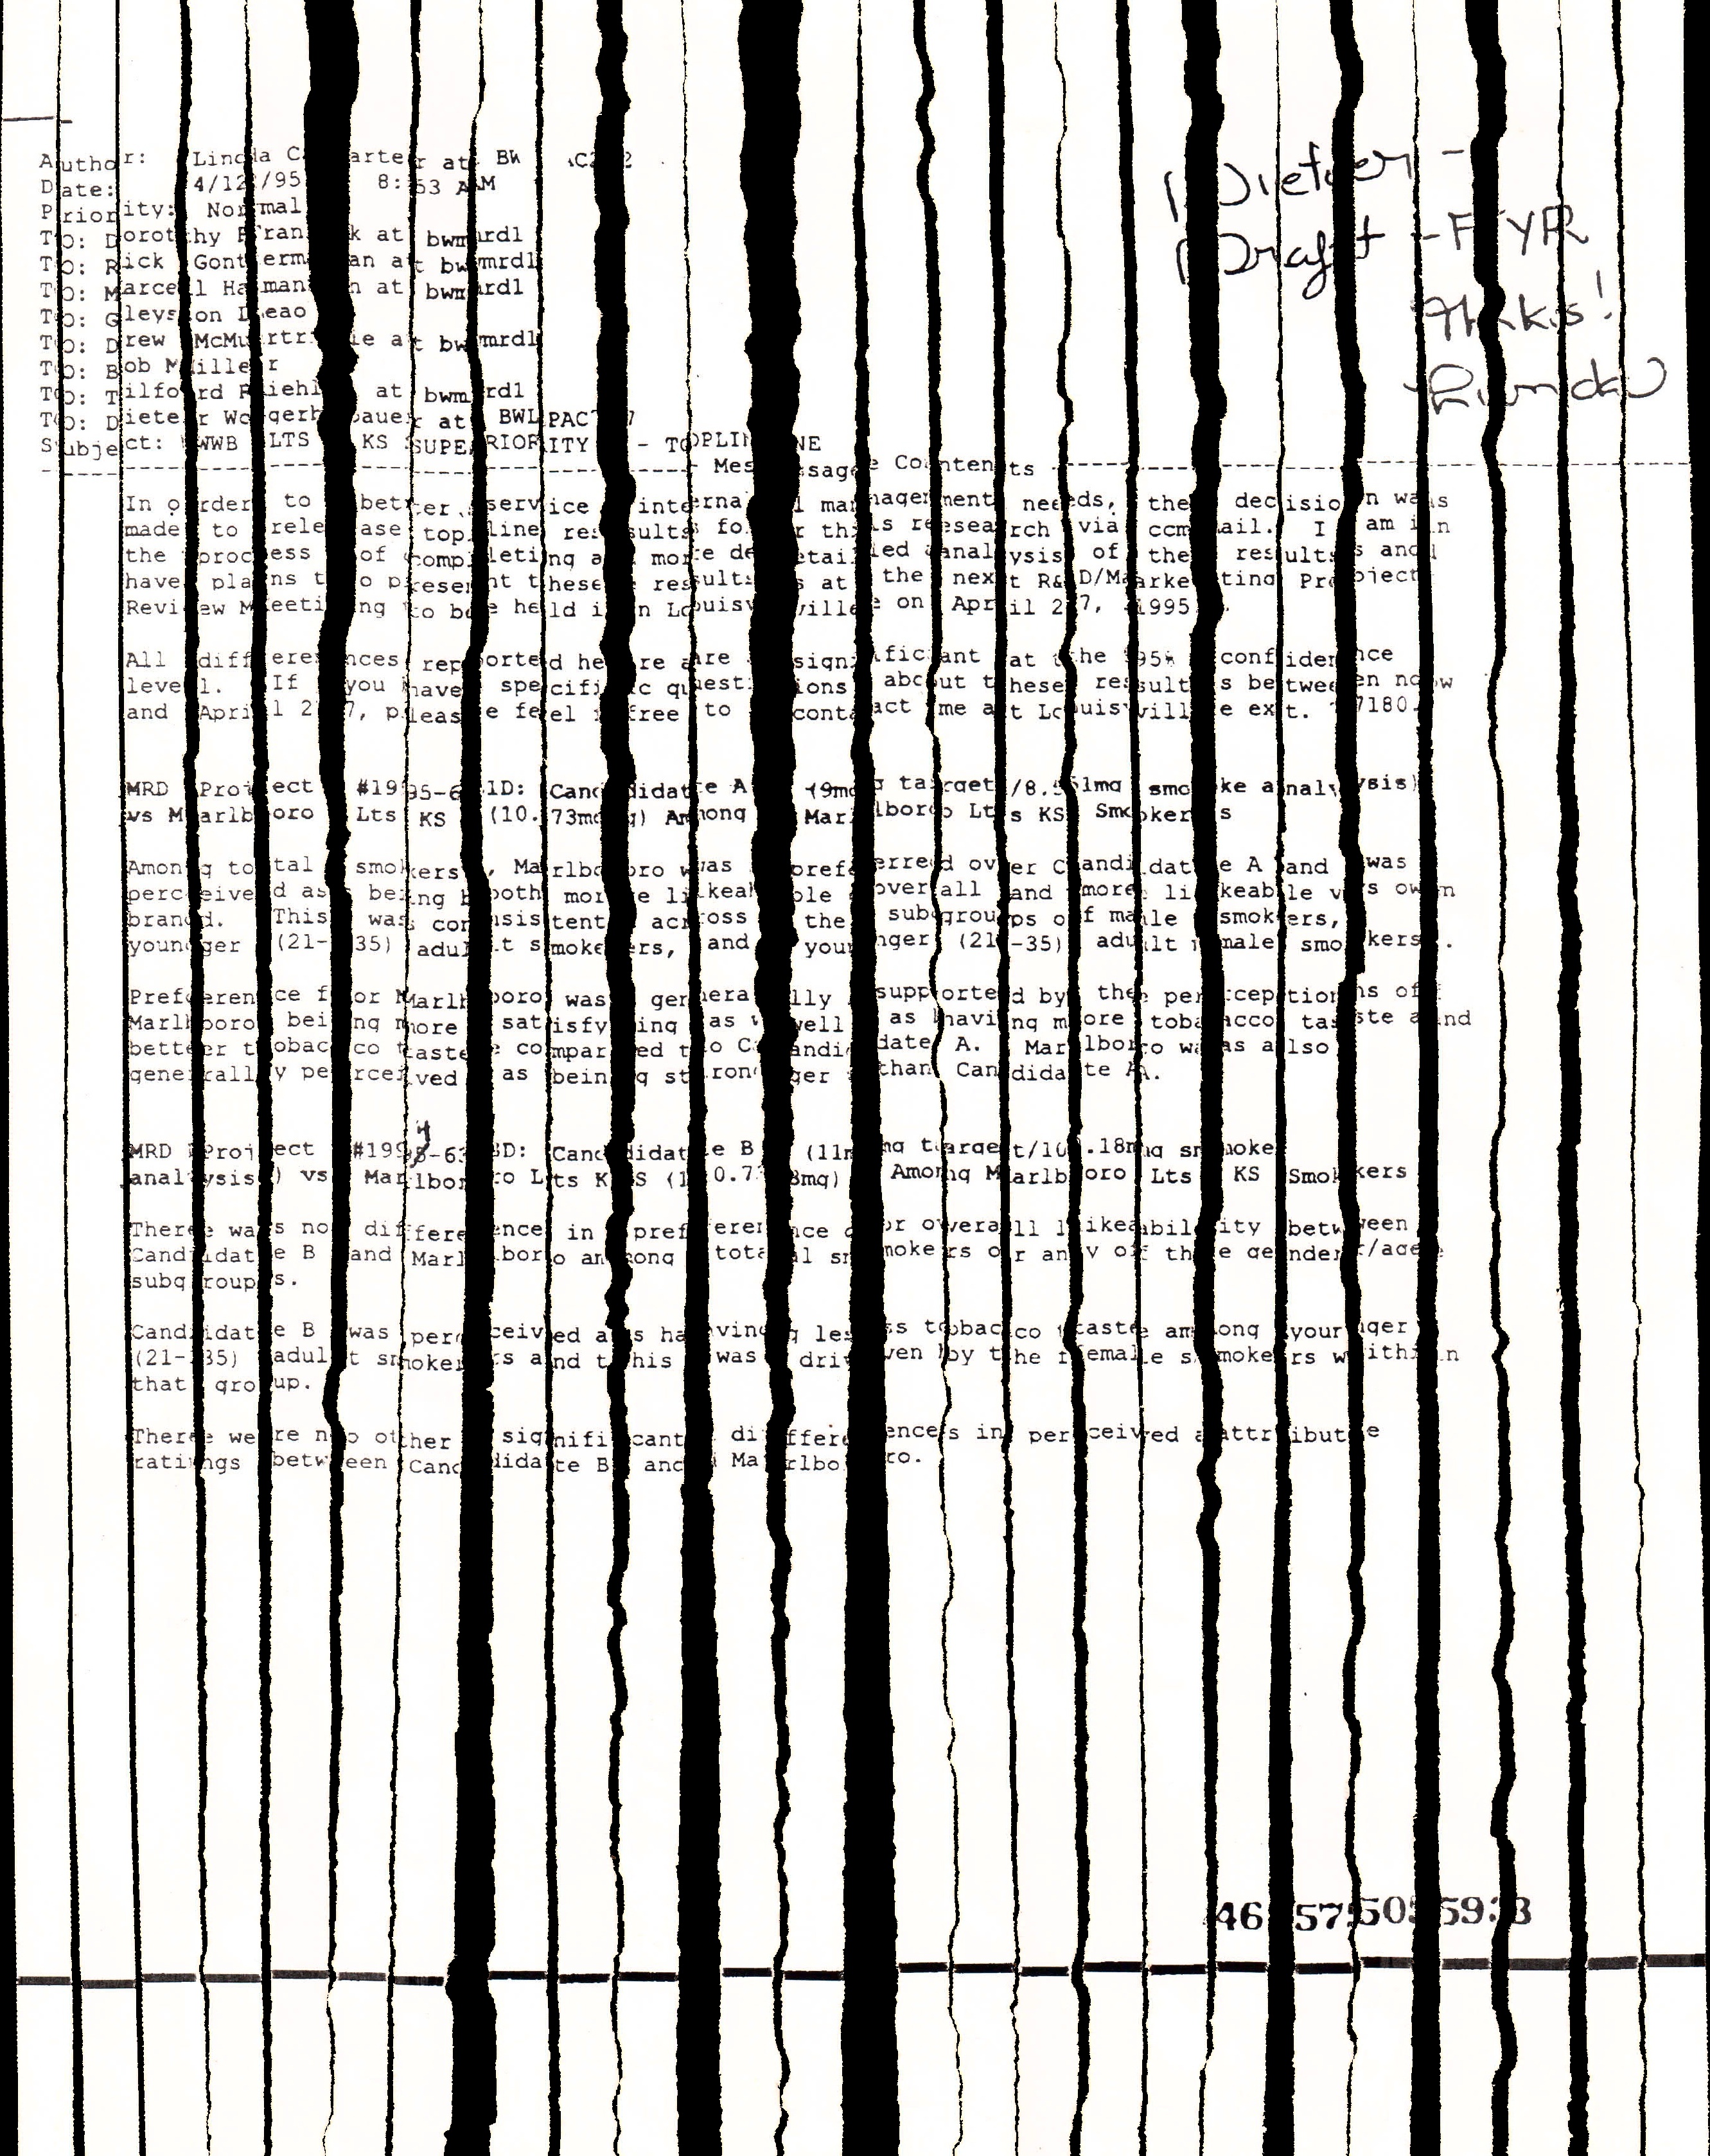 Author: Linda C Carter at
Date: 4/12/95 8:53 AM
Priority: Normal
TO: Dorothy at bwmrdl
TO: Rick Gonterman at bwmrdl
TO: Marcell Hamann at bwmrdl
TO: Gleyston Leao
TO: Drew McMurtrie at bwmrdl
TO: Bob Miller
TO: Tilford Riehl at bwmrdl
TO: Dieter at
Subject: WWB LTS KS SUPERIORITY - TOPLINE
Message Contents
In order to better service internal management needs, the decision was
made to release topline results for this research via ccmail. I am in
the process of completing a more detailed analysis of the results and
have plans to present these results at the next R&D/Marketing Project
Review Meeting to be held in Louisville on April 27, 1995.
All differences reported here are significant at the 95% confidence
level. If you have specific questions about these results between now
and April 27, please feel free to contact me at Louisville ext. 7180.
MRD Project #1995-61D: Candidate A (9mg target/8.51mg smoke analysis)
vs Marlboro Lts KS (10.73mg) Among Marlboro Lts KS Smokers
Among total smokers, Marlboro was preferred over Candidate A and was
perceived as being both more likeable overall and more likeable vs own
brand. This was consistent across the subgroups of male smokers,
younger (21-35) adult smokers, and younger (21-35) adult male smokers.
Preference for Marlboro was generally supported by the perceptions of
Marlboro being more satisfying as well as having more tobacco taste and
better tobacco taste compared to Candidate A. Marlboro was also
generally perceived as being stronger than Candidate A.
MRD Project Candidate B (11mg target/10.18mg smoke
analysis) vs Marlboro Lts KS (10.73mg) Among Marlboro Lts KS Smokers
There was no difference in preference or overall likeability between
Candidate B and Marlboro among total smokers or any of the gender/age
subgroups.
Candidate B was perceived as having less tobacco taste among younger
(21-35) adult smokers and this was driven by the female smokers within
that group.
There were no other significant differences in perceived attribute
ratings between Candidate B and Marlboro.
Dieter -
Draft - FYR
Thks!
Linda